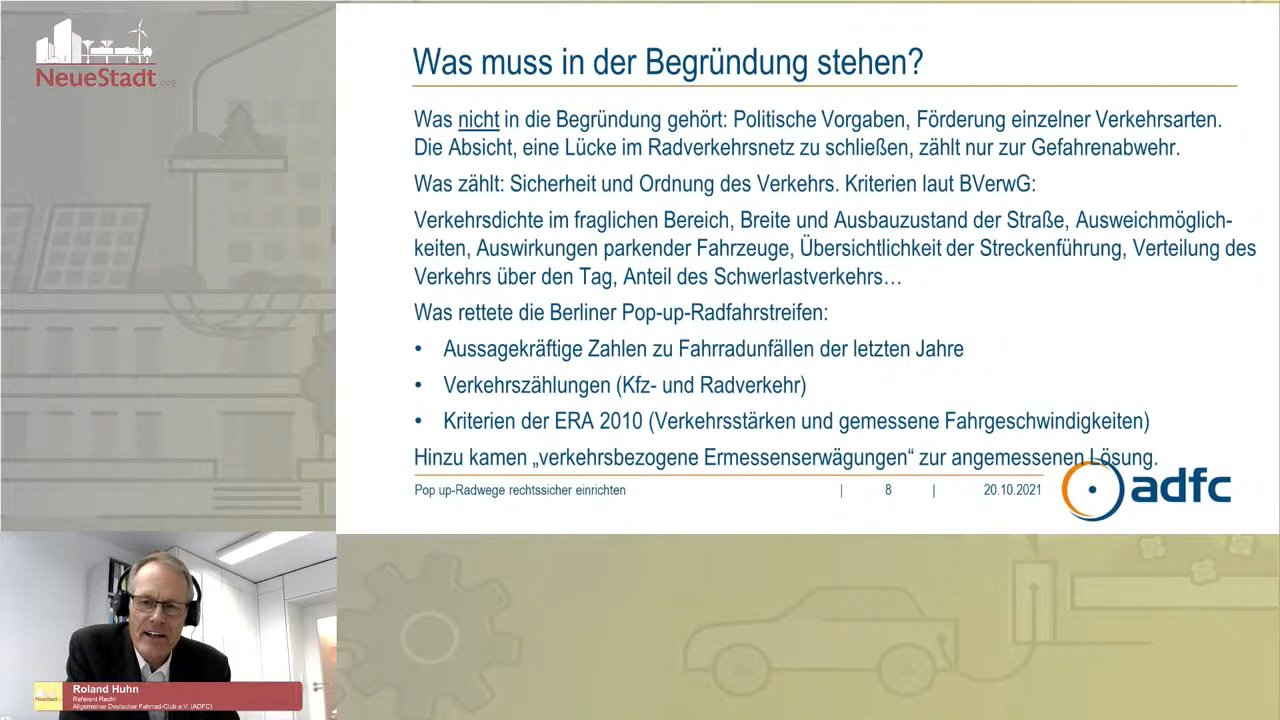 NeueStadt.org
Was muss in der Begründung stehen?
Was nicht in die Begründung gehört: Politische Vorgaben, Förderung einzelner Verkehrsarten.
Die Absicht, eine Lücke im Radverkehrsnetz zu schließen, zählt nur zur Gefahrenabwehr.
Was zählt: Sicherheit und Ordnung des Verkehrs. Kriterien laut BVerwG:
Verkehrsdichte im fraglichen Bereich, Breite und Ausbauzustand der Straße, Ausweichmöglich-
keiten, Auswirkungen parkender Fahrzeuge, Übersichtlichkeit der Streckenführung, Verteilung des
Verkehrs über den Tag, Anteil des Schwerlastverkehrs…
Was rettete die Berliner Pop-up-Radfahrstreifen:
• Aussagekräftige Zahlen zu Fahrradunfällen der letzten Jahre
• Verkehrszählungen (Kfz- und Radverkehr)
• Kriterien der ERA 2010 (Verkehrsstärken und gemessene Fahrgeschwindigkeiten)
Hinzu kamen „verkehrsbezogene Ermessenserwägungen“ zur angemessenen Lösung.
Pop up-Radwege rechtssicher einrichten | 8 | 20.10.2021
adfc
NeueStadt
Roland Huhn
Referent Recht
Allgemeiner Deutscher Fahrrad-Club e.V. (ADFC)